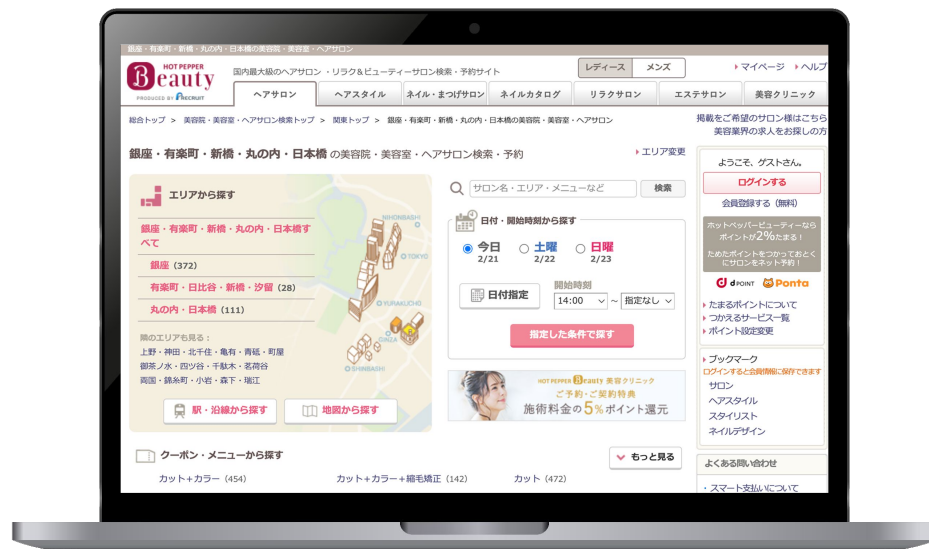 銀座・有楽町・新橋・丸の内・日本橋の美容院・美容室・ヘアサロン
HOT PEPPER
Beauty
PRODUCED BY RECRUIT
国内最大級のヘアサロン・リラク＆ビューティーサロン検索・予約サイト
レディース メンズ
マイページ ヘルプ
ヘアサロン ヘアスタイル ネイル・まつげサロン ネイルカタログ リラクサロン エステサロン 美容クリニック
総合トップ > 美容院・美容室・ヘアサロン検索トップ > 関東トップ > 銀座・有楽町・新橋・丸の内・日本橋の美容院・美容室・ヘアサロン
掲載をご希望のサロン様はこちら
美容業界の求人をお探しの方
銀座・有楽町・新橋・丸の内・日本橋 の美容院・美容室・ヘアサロン検索・予約
エリア変更
エリアから探す
銀座・有楽町・新橋・丸の内・日本橋す
べて
銀座 (372)
有楽町・日比谷・新橋・汐留 (28)
丸の内・日本橋 (111)
隣のエリアも見る：
上野・神田・北千住・亀有・青砥・町屋
御茶ノ水・四ツ谷・千駄木・茗荷谷
両国・錦糸町・小岩・森下・瑞江
NIHONBASHI
TOKYO
YURAKUCHO
GINZA
SHINBASHI
駅・沿線から探す
地図から探す
サロン名・エリア・メニューなど
検索
日付・開始時刻から探す
今日 土曜 日曜
2/21 2/22 2/23
日付指定
開始時刻
14:00 ～ 指定なし
指定した条件で探す
HOT PEPPER Beauty 美容クリニック
ご予約・ご契約特典
施術料金の5%ポイント還元
ようこそ、ゲストさん。
ログインする
会員登録する（無料）
ホットペッパービューティーなら
ポイントが2%たまる！
ためたポイントをつかっておとく
にサロンをネット予約！
d POINT Ponta
たまるポイントについて
つかえるサービス一覧
ポイント設定変更
ブックマーク
ログインすると会員情報に保存できます
サロン
ヘアスタイル
スタイリスト
ネイルデザイン
よくある問い合わせ
・スマート支払いについて
クーポン・メニューから探す
もっと見る
カット+カラー (454) カット+カラー+縮毛矯正 (142) カット (472)